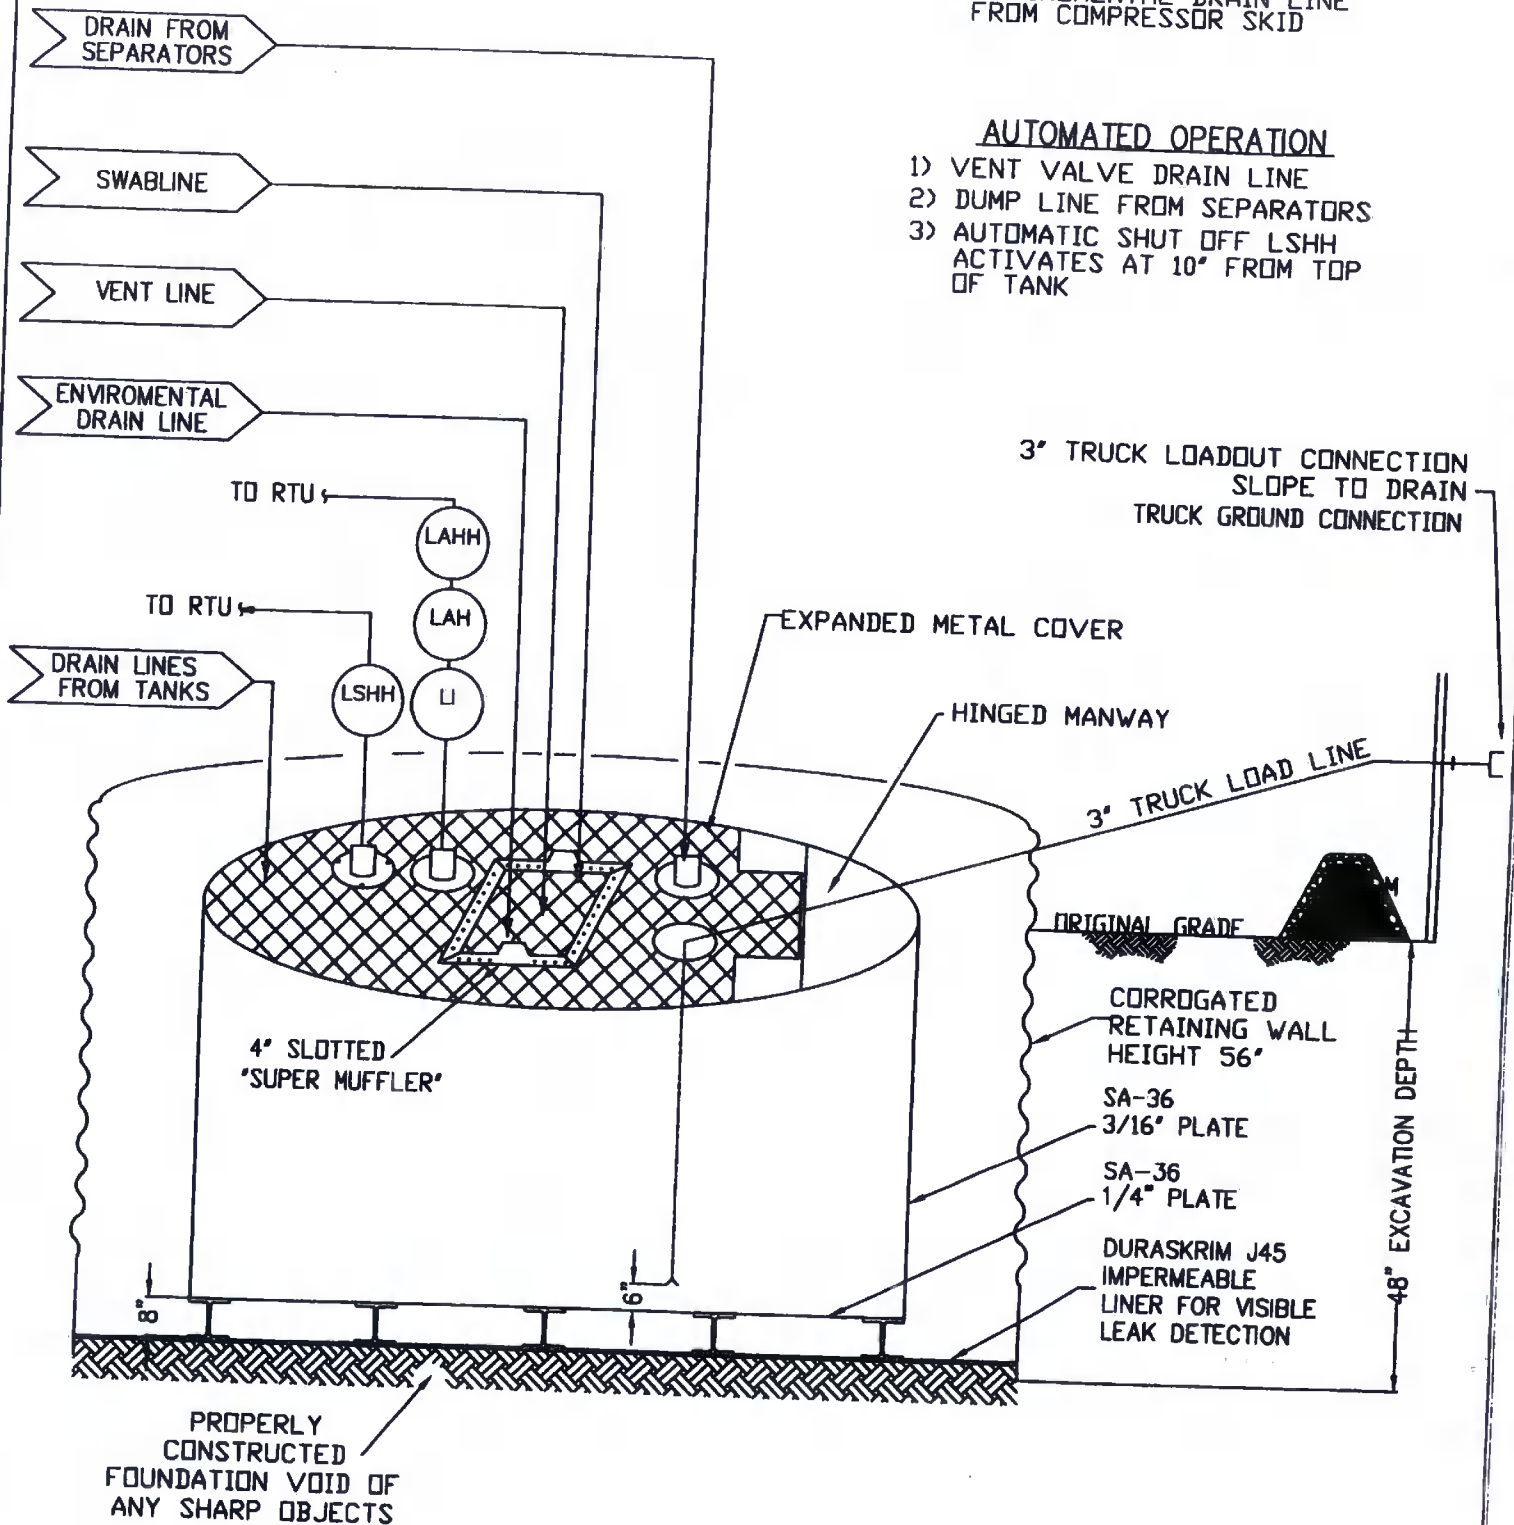 DRAIN LINE
FROM COMPRESSOR SKID
DRAIN FROM
SEPARATORS
AUTOMATED OPERATION
1) VENT VALVE DRAIN LINE
2) DUMP LINE FROM SEPARATORS
3) AUTOMATIC SHUT OFF LSHH
ACTIVATES AT 10" FROM TOP
OF TANK
SWABLINE
VENT LINE
ENVIROMENTAL
DRAIN LINE
3" TRUCK LOADOUT CONNECTION
SLOPE TO DRAIN
TRUCK GROUND CONNECTION
TO RTU
LAHH
TO RTU
LAH
EXPANDED METAL COVER
DRAIN LINES
FROM TANKS
LSHH
LI
HINGED MANWAY
3" TRUCK LOAD LINE
M
ORIGINAL GRADE
CORROGATED
RETAINING WALL
HEIGHT 56"
4" SLOTTED
"SUPER MUFFLER"
SA-36
3/16" PLATE
SA-36
1/4" PLATE
48" EXCAVATION DEPTH
DURASKRIM J45
IMPERMEABLE
LINER FOR VISIBLE
LEAK DETECTION
8"
6"
PROPERLY
CONSTRUCTED
FOUNDATION VOID OF
ANY SHARP OBJECTS